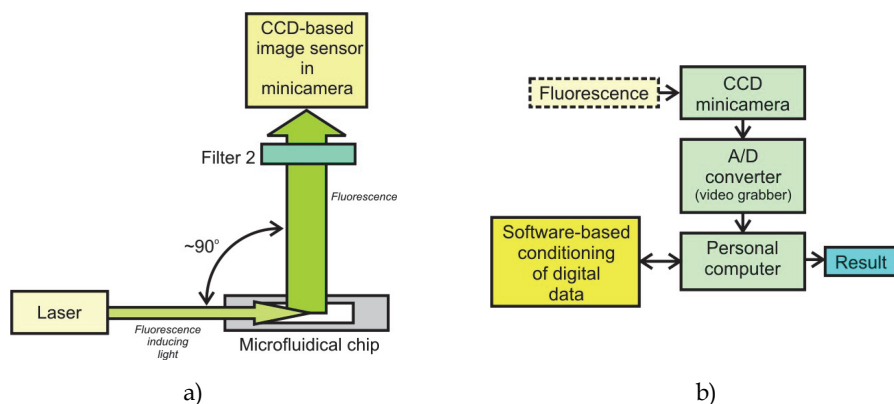 CCD-based
image sensor
in
minicamera
Filter 2
Fluorescence
~90°
Laser
Fluorescence
inducing
light
Microfluidical chip
a)
Fluorescence
CCD
minicamera
A/D
converter
(video grabber)
Software-based
conditioning
of digital
data
Personal
computer
Result
b)